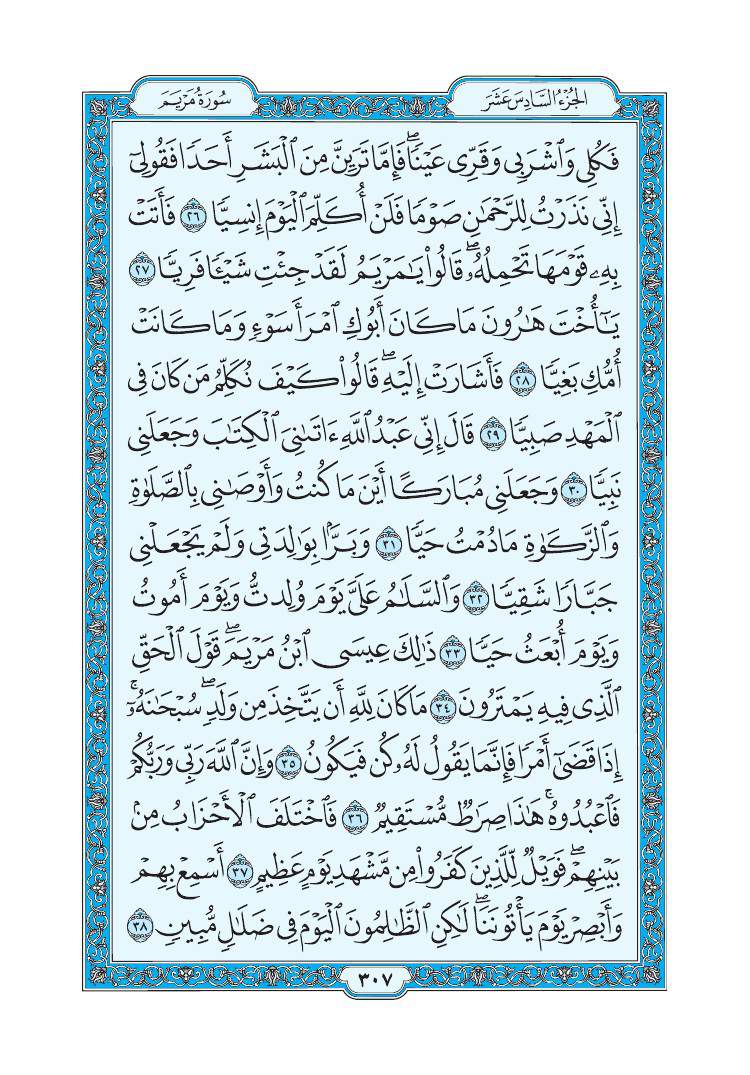 الجُزْءُ السَّادِسَ عَشَرَ
سُورَةُ مَرْيَمَ
فَكُلِى وَٱشْرَبِى وَقَرِّى عَيْنًاۖ فَإِمَّا تَرَيِنَّ مِنَ ٱلْبَشَرِ أَحَدًا فَقُولِىٓ
إِنِّى نَذَرْتُ لِلرَّحْمَٰنِ صَوْمًا فَلَنْ أُكَلِّمَ ٱلْيَوْمَ إِنسِيًّا ٢٦ فَأَتَتْ
بِهِۦ قَوْمَهَا تَحْمِلُهُۥۖ قَالُوا۟ يَٰمَرْيَمُ لَقَدْ جِئْتِ شَيْـًٔا فَرِيًّا ٢٧
يَٰٓأُخْتَ هَٰرُونَ مَا كَانَ أَبُوكِ ٱمْرَأَ سَوْءٍ وَمَا كَانَتْ
أُمُّكِ بَغِيًّا ٢٨ فَأَشَارَتْ إِلَيْهِۖ قَالُوا۟ كَيْفَ نُكَلِّمُ مَن كَانَ فِى
ٱلْمَهْدِ صَبِيًّا ٢٩ قَالَ إِنِّى عَبْدُ ٱللَّهِ ءَاتَىٰنِىَ ٱلْكِتَٰبَ وَجَعَلَنِى
نَبِيًّا ٣٠ وَجَعَلَنِى مُبَارَكًا أَيْنَ مَا كُنتُ وَأَوْصَٰنِى بِٱلصَّلَوٰةِ
وَٱلزَّكَوٰةِ مَا دُمْتُ حَيًّا ٣١ وَبَرًّۢا بِوَٰلِدَتِى وَلَمْ يَجْعَلْنِى
جَبَّارًا شَقِيًّا ٣٢ وَٱلسَّلَٰمُ عَلَىَّ يَوْمَ وُلِدتُّ وَيَوْمَ أَمُوتُ
وَيَوْمَ أُبْعَثُ حَيًّا ٣٣ ذَٰلِكَ عِيسَى ٱبْنُ مَرْيَمَۖ قَوْلَ ٱلْحَقِّ
ٱلَّذِى فِيهِ يَمْتَرُونَ ٣٤ مَا كَانَ لِلَّهِ أَن يَتَّخِذَ مِن وَلَدٍۖ سُبْحَٰنَهُۥٓۚ
إِذَا قَضَىٰٓ أَمْرًا فَإِنَّمَا يَقُولُ لَهُۥ كُن فَيَكُونُ ٣٥ وَإِنَّ ٱللَّهَ رَبِّى وَرَبُّكُمْ
فَٱعْبُدُوهُۚ هَٰذَا صِرَٰطٌ مُّسْتَقِيمٌ ٣٦ فَٱخْتَلَفَ ٱلْأَحْزَابُ مِنۢ
بَيْنِهِمْۖ فَوَيْلٌ لِّلَّذِينَ كَفَرُوا۟ مِن مَّشْهَدِ يَوْمٍ عَظِيمٍ ٣٧ أَسْمِعْ بِهِمْ
وَأَبْصِرْ يَوْمَ يَأْتُونَنَاۖ لَٰكِنِ ٱلظَّٰلِمُونَ ٱلْيَوْمَ فِى ضَلَٰلٍ مُّبِينٍ ٣٨
٣٠٧